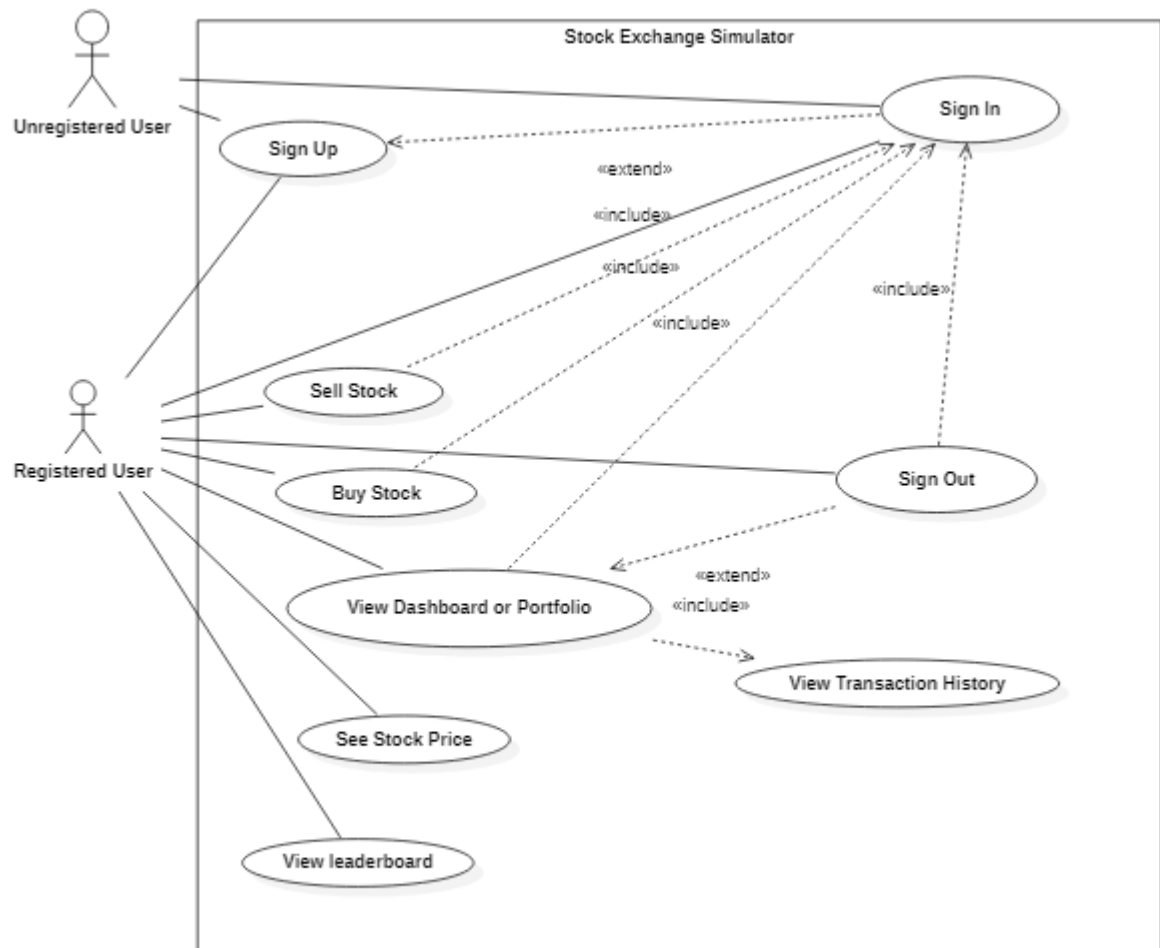 Stock Exchange Simulator
Unregistered User
Sign In
Sign Up
«extend»
«include»
«include»
«include»
«include»
Sell Stock
Registered User
Sign Out
Buy Stock
«extend»
«include»
View Dashboard or Portfolio
View Transaction History
See Stock Price
View leaderboard